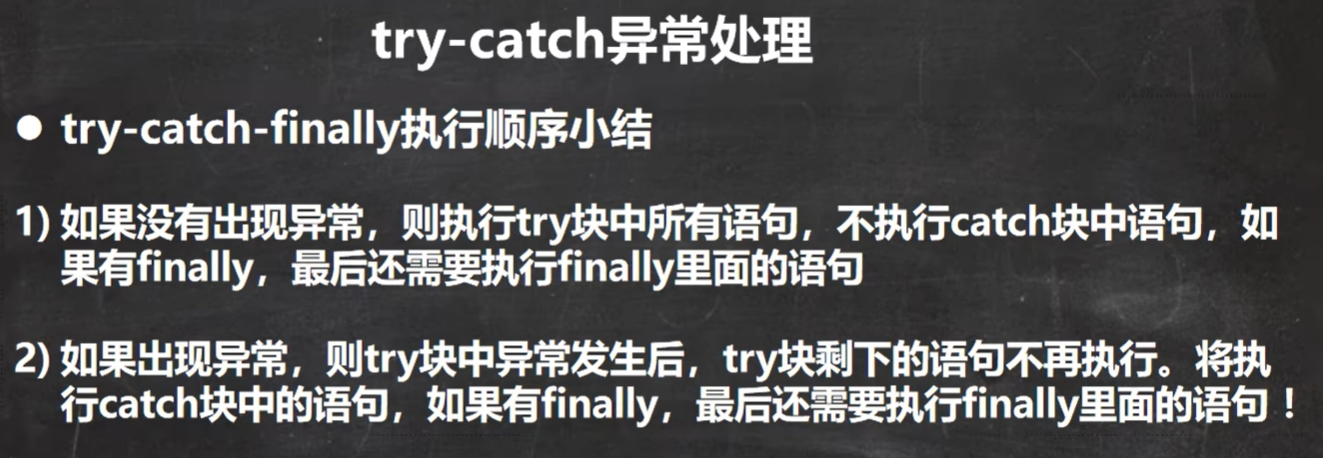 try-catch异常处理
● try-catch-finally执行顺序小结
1) 如果没有出现异常，则执行try块中所有语句，不执行catch块中语句，如
果有finally，最后还需要执行finally里面的语句
2) 如果出现异常，则try块中异常发生后，try块剩下的语句不再执行。将执
行catch块中的语句，如果有finally，最后还需要执行finally里面的语句！